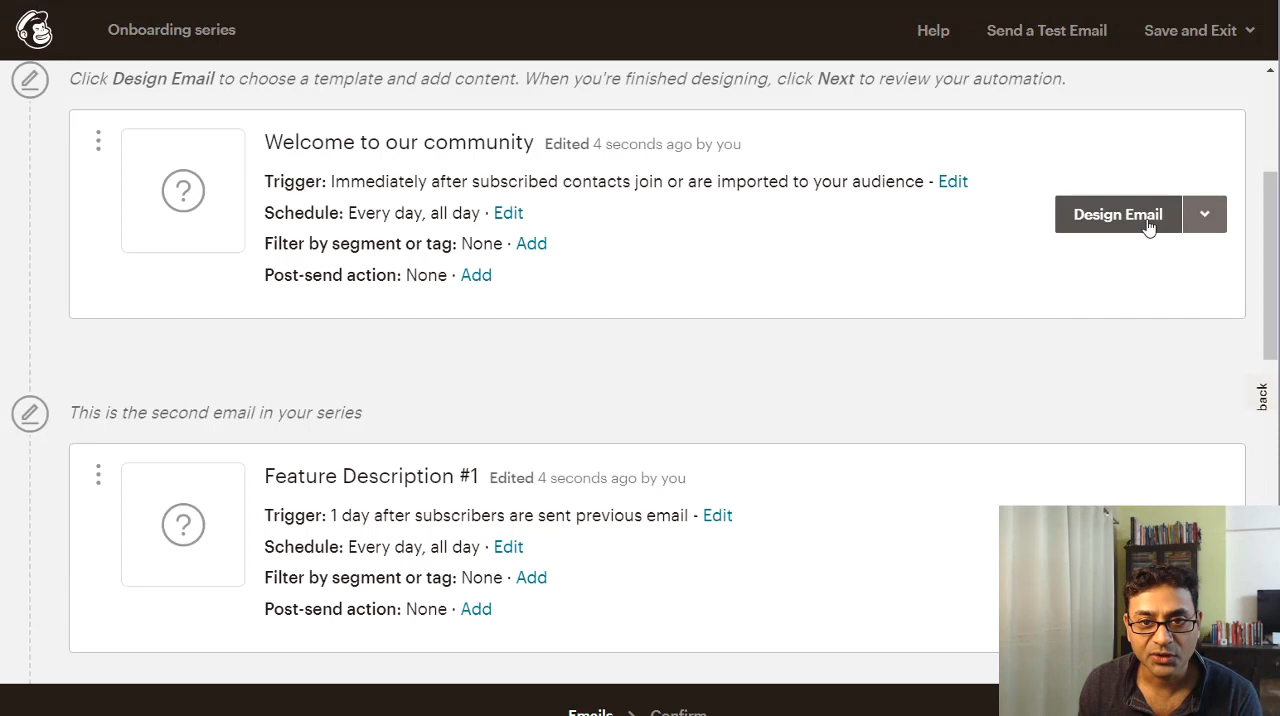 Onboarding series
Help
Send a Test Email
Save and Exit
Click Design Email to choose a template and add content. When you're finished designing, click Next to review your automation.
Welcome to our community Edited 4 seconds ago by you
Trigger: Immediately after subscribed contacts join or are imported to your audience - Edit
Schedule: Every day, all day · Edit
Filter by segment or tag: None · Add
Post-send action: None · Add
Design Email
back
This is the second email in your series
Feature Description #1 Edited 4 seconds ago by you
Trigger: 1 day after subscribers are sent previous email - Edit
Schedule: Every day, all day · Edit
Filter by segment or tag: None · Add
Post-send action: None · Add
Emails > Confirm